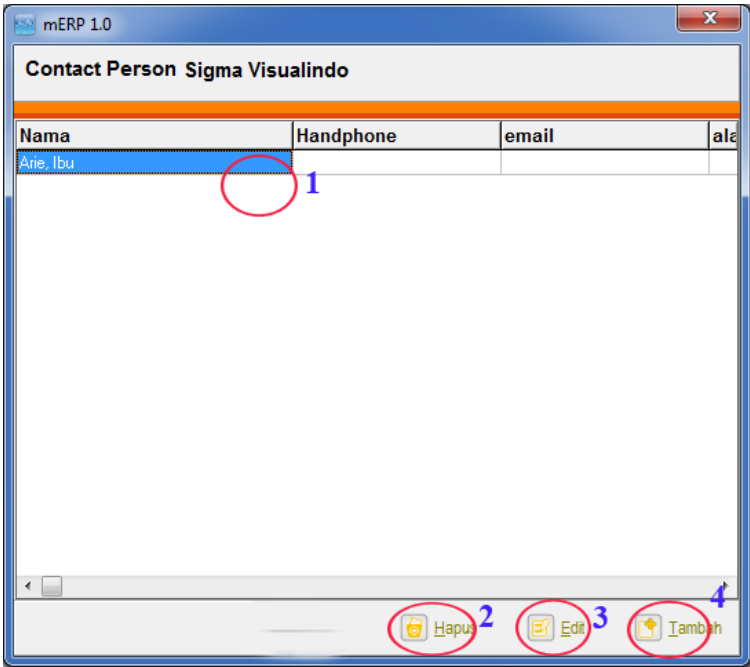 mERP 1.0
Contact Person Sigma Visualindo
Nama Handphone email ala
Arie, Ibu
1
Hapus 2 Edit 3 Tambah 4